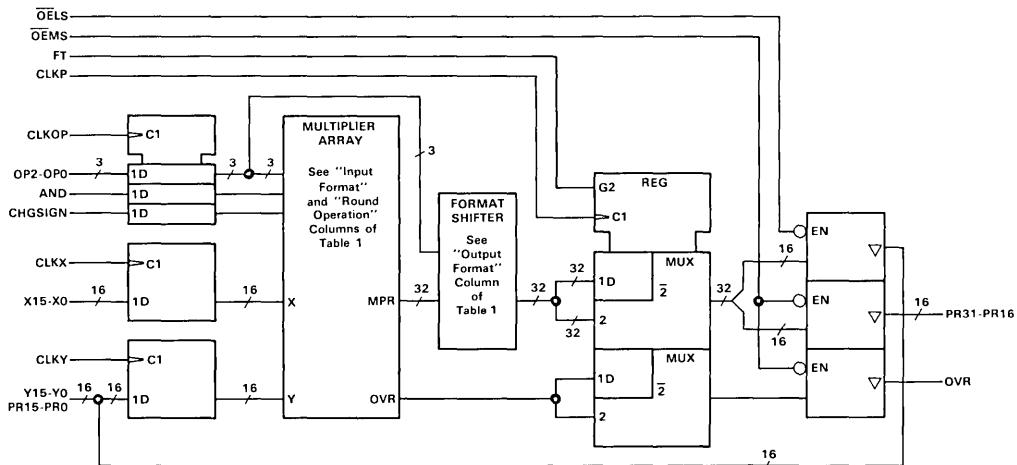 O̅E̅LS
O̅E̅MS
FT
CLKP
CLKOP
C1
OP2-OP0
3
1D
3
3
AND
1D
CHGSIGN
1D
CLKX
C1
X15-X0
16
1D
16
X
CLKY
C1
Y15-Y0
PR15-PR0
16
16
1D
16
Y
MULTIPLIER
ARRAY
See "Input
Format"
and "Round
Operation"
Columns of
Table 1
MPR
OVR
3
32
FORMAT
SHIFTER
See
"Output
Format"
Column
of
Table 1
32
32
32
G2
REG
C1
MUX
1D
2̅
2
MUX
1D
2̅
2
32
16
16
EN
▽
EN
▽
EN
▽
16
PR31-PR16
OVR
16